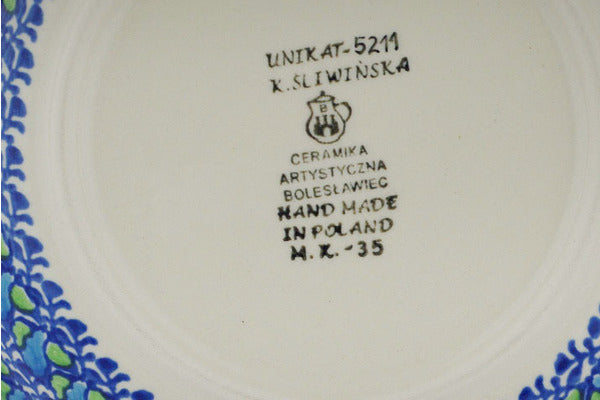 UNIKAT-5211
K. ŚLIWIŃSKA
B
CERAMIKA
ARTYSTYCZNA
BOLESŁAWIEC
HAND MADE
IN POLAND
M.K.-35